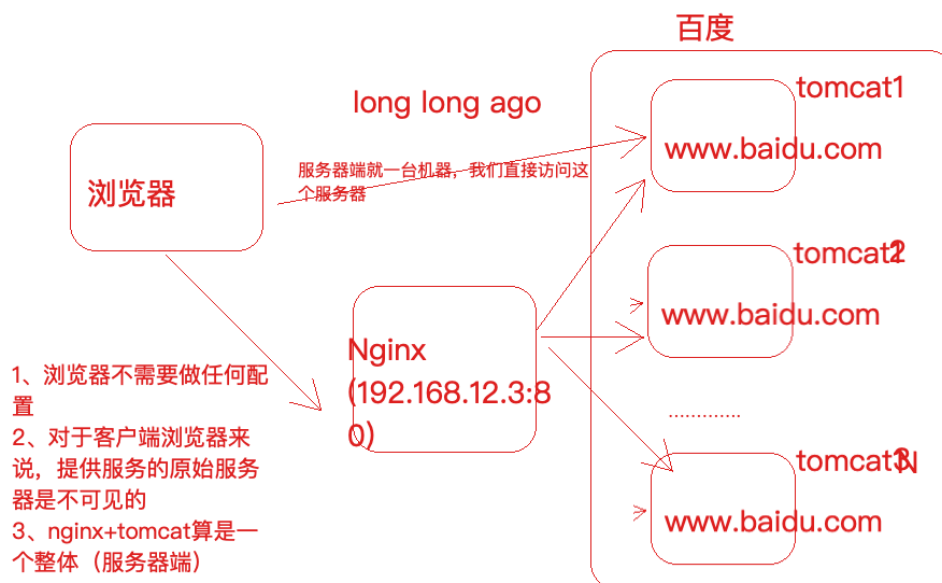 百度
tomcat1
long long ago
www.baidu.com
服务器端就一台机器，我们直接访问这
个服务器
浏览器
tomcat2
www.baidu.com
Nginx
(192.168.12.3:8
0)
1、浏览器不需要做任何配
置
2、对于客户端浏览器来
说，提供服务的原始服务
器是不可见的
3、nginx+tomcat算是一
个整体（服务器端）
…………
tomcatN
www.baidu.com